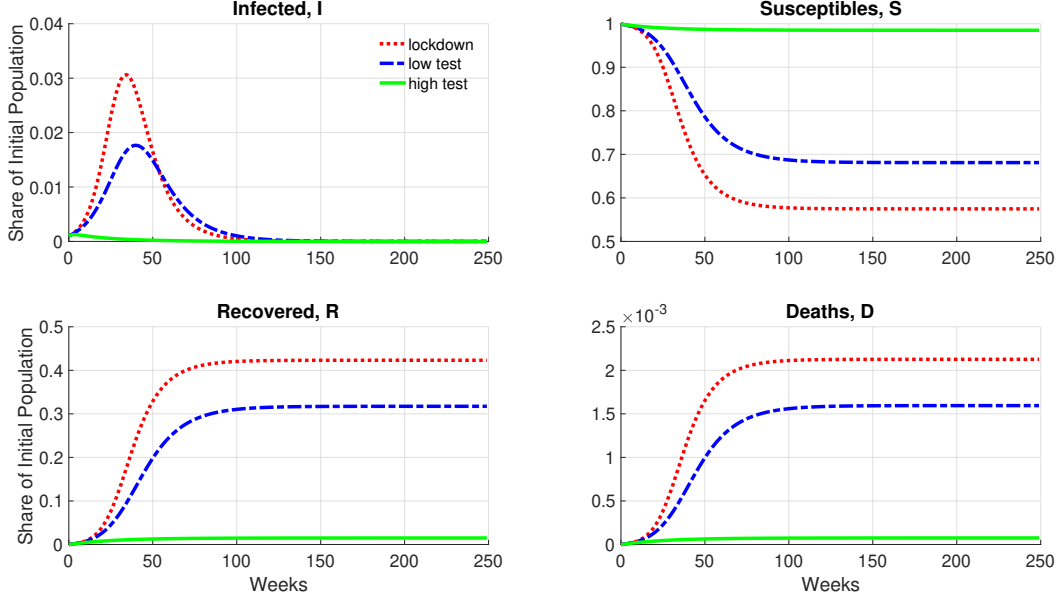 Infected, I
Share of Initial Population
0.04
0.03
0.02
0.01
0
0 50 100 150 200 250
lockdown
low test
high test
Susceptibles, S
1
0.9
0.8
0.7
0.6
0.5
0 50 100 150 200 250
Recovered, R
Share of Initial Population
0.5
0.4
0.3
0.2
0.1
0
0 50 100 150 200 250
Weeks
Deaths, D
×10⁻³
2.5
2
1.5
1
0.5
0
0 50 100 150 200 250
Weeks